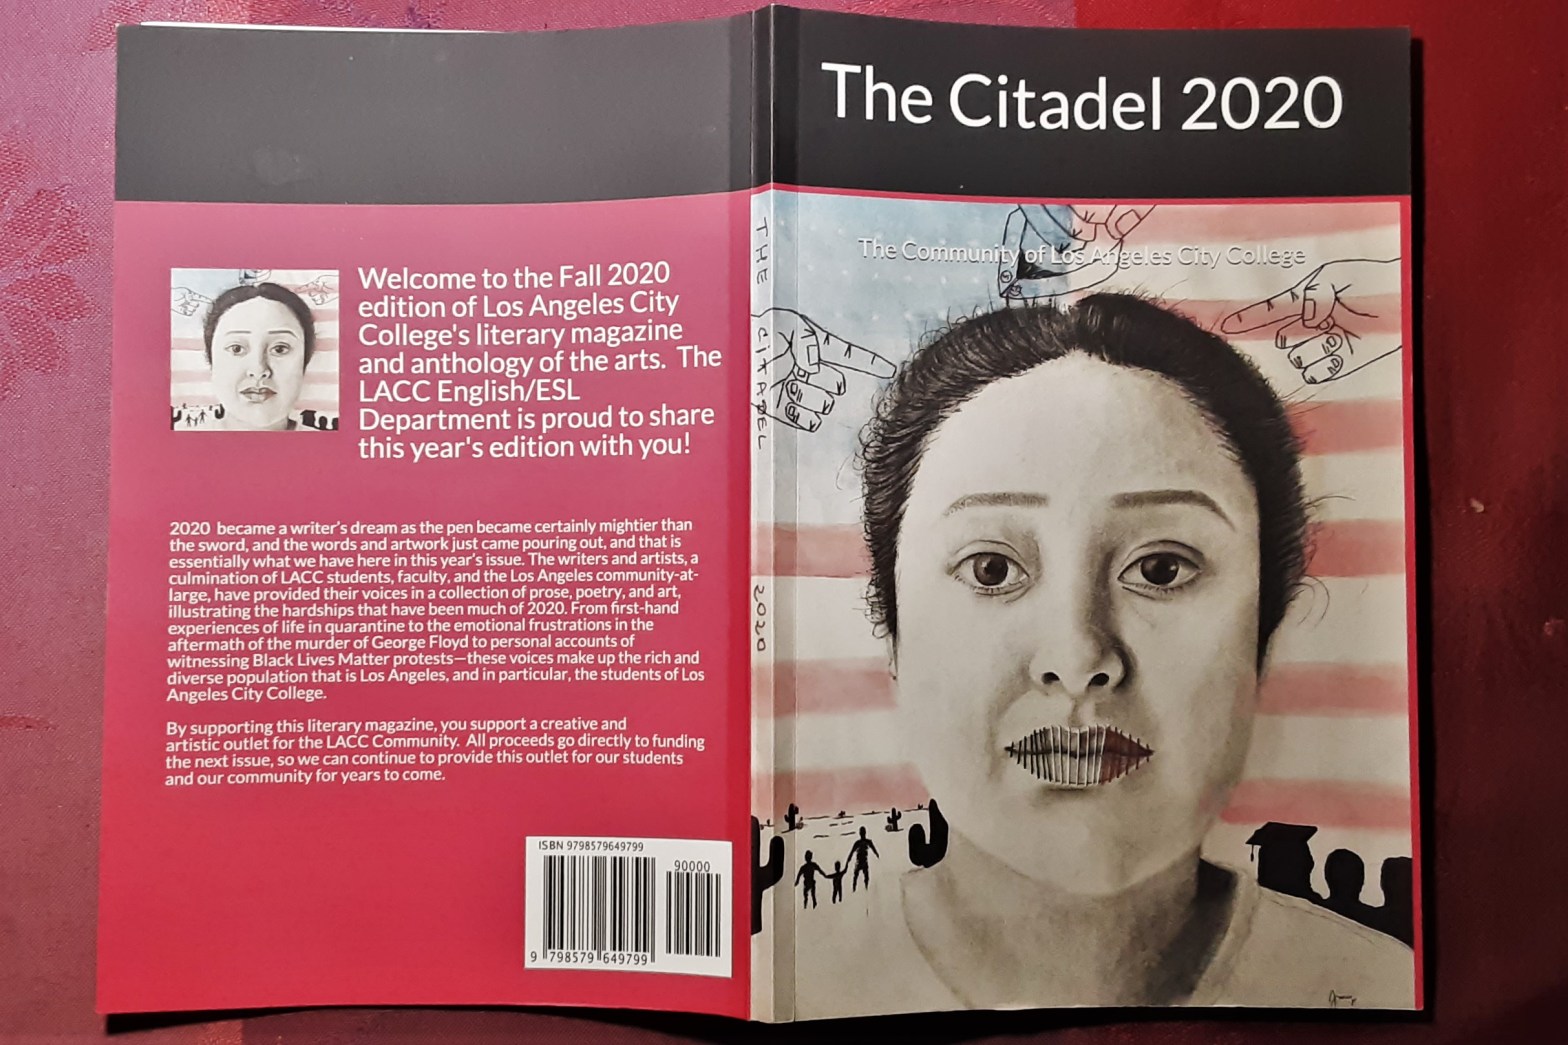 Welcome to the Fall 2020
edition of Los Angeles City
College's literary magazine
and anthology of the arts. The
LACC English/ESL
Department is proud to share
this year's edition with you!
2020 became a writer's dream as the pen became certainly mightier than
the sword, and the words and artwork just came pouring out, and that is
essentially what we have here in this year's issue. The writers and artists, a
culmination of LACC students, faculty, and the Los Angeles community-at-
large, have provided their voices in a collection of prose, poetry, and art,
illustrating the hardships that have been much of 2020. From first-hand
experiences of life in quarantine to the emotional frustrations in the
aftermath of the murder of George Floyd to personal accounts of
witnessing Black Lives Matter protests—these voices make up the rich and
diverse population that is Los Angeles, and in particular, the students of Los
Angeles City College.
By supporting this literary magazine, you support a creative and
artistic outlet for the LACC Community. All proceeds go directly to funding
the next issue, so we can continue to provide this outlet for our students
and our community for years to come.
ISBN 9798579649799
90000
9 798579 649799
THE CITADEL 2020
The Citadel 2020
The Community of Los Angeles City College